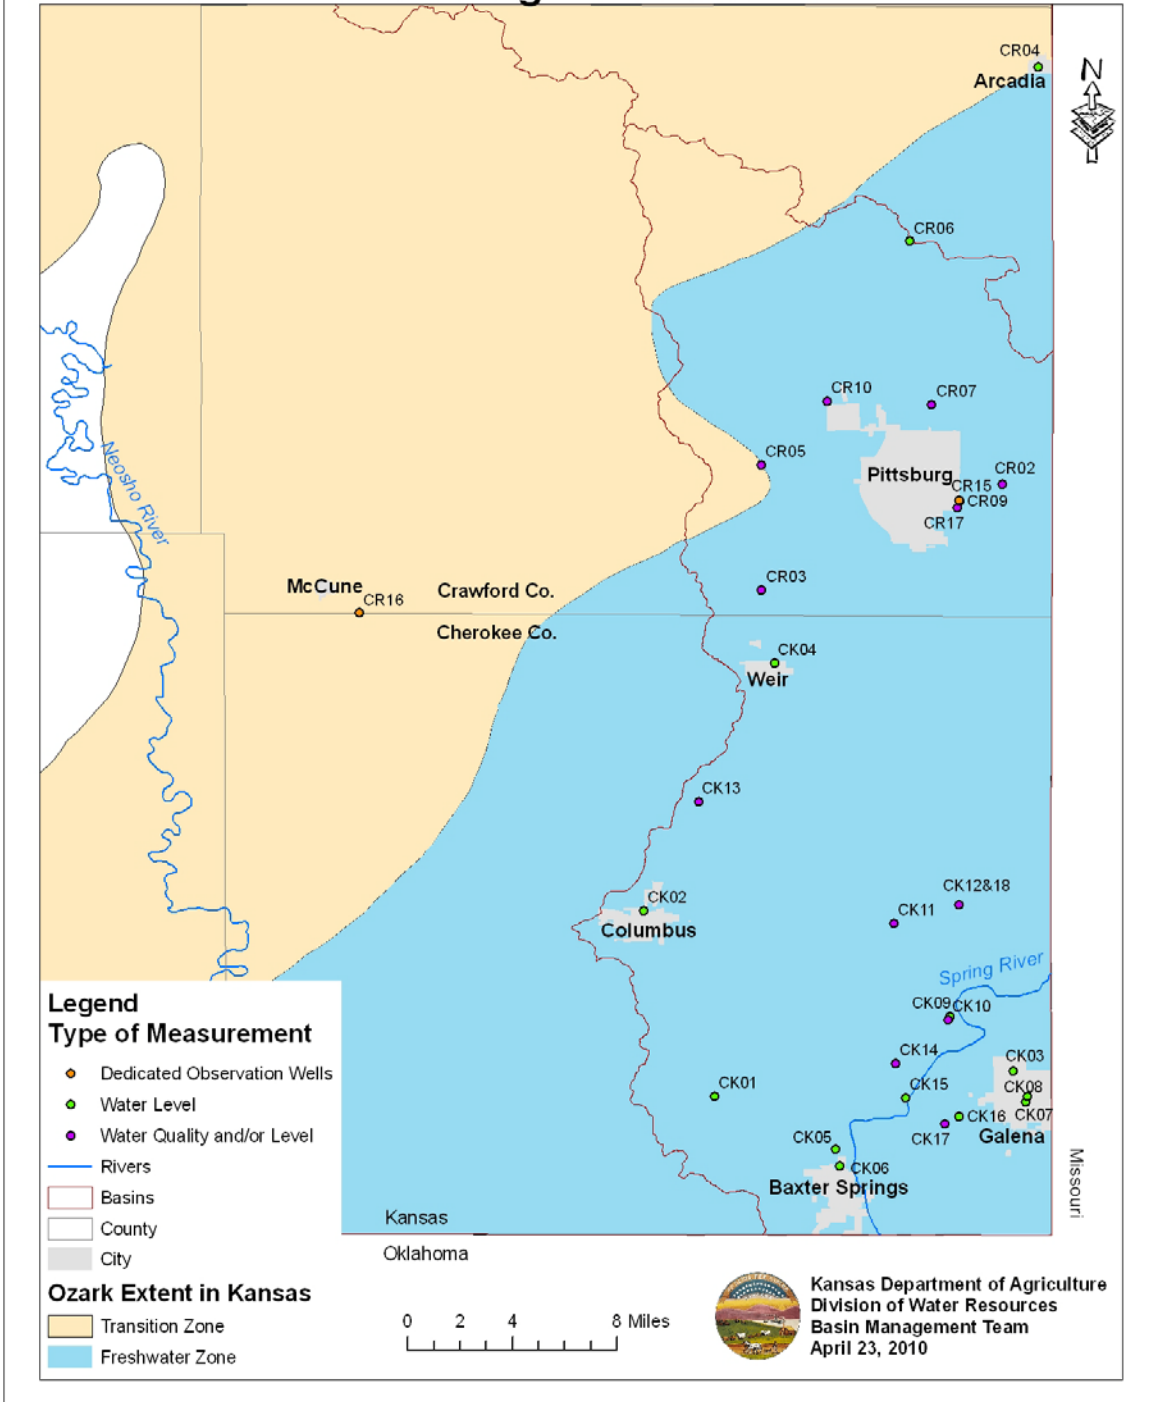 CR04
Arcadia
N
CR06
CR10
CR07
CR05
Pittsburg
CR02
CR15
CR09
CR17
Neosho River
CR03
McCune
CR16
Crawford Co.
Cherokee Co.
CK04
Weir
CK13
CK12&18
CK02
CK11
Columbus
Spring River
CK09
CK10
CK14
CK03
CK01
CK15
CK08
CK16
CK07
CK05
CK17
Galena
CK06
Baxter Springs
Missouri
Kansas
Oklahoma
Legend
Type of Measurement
Dedicated Observation Wells
Water Level
Water Quality and/or Level
Rivers
Basins
County
City
Ozark Extent in Kansas
Transition Zone
Freshwater Zone
0 2 4 8 Miles
Kansas Department of Agriculture
Division of Water Resources
Basin Management Team
April 23, 2010